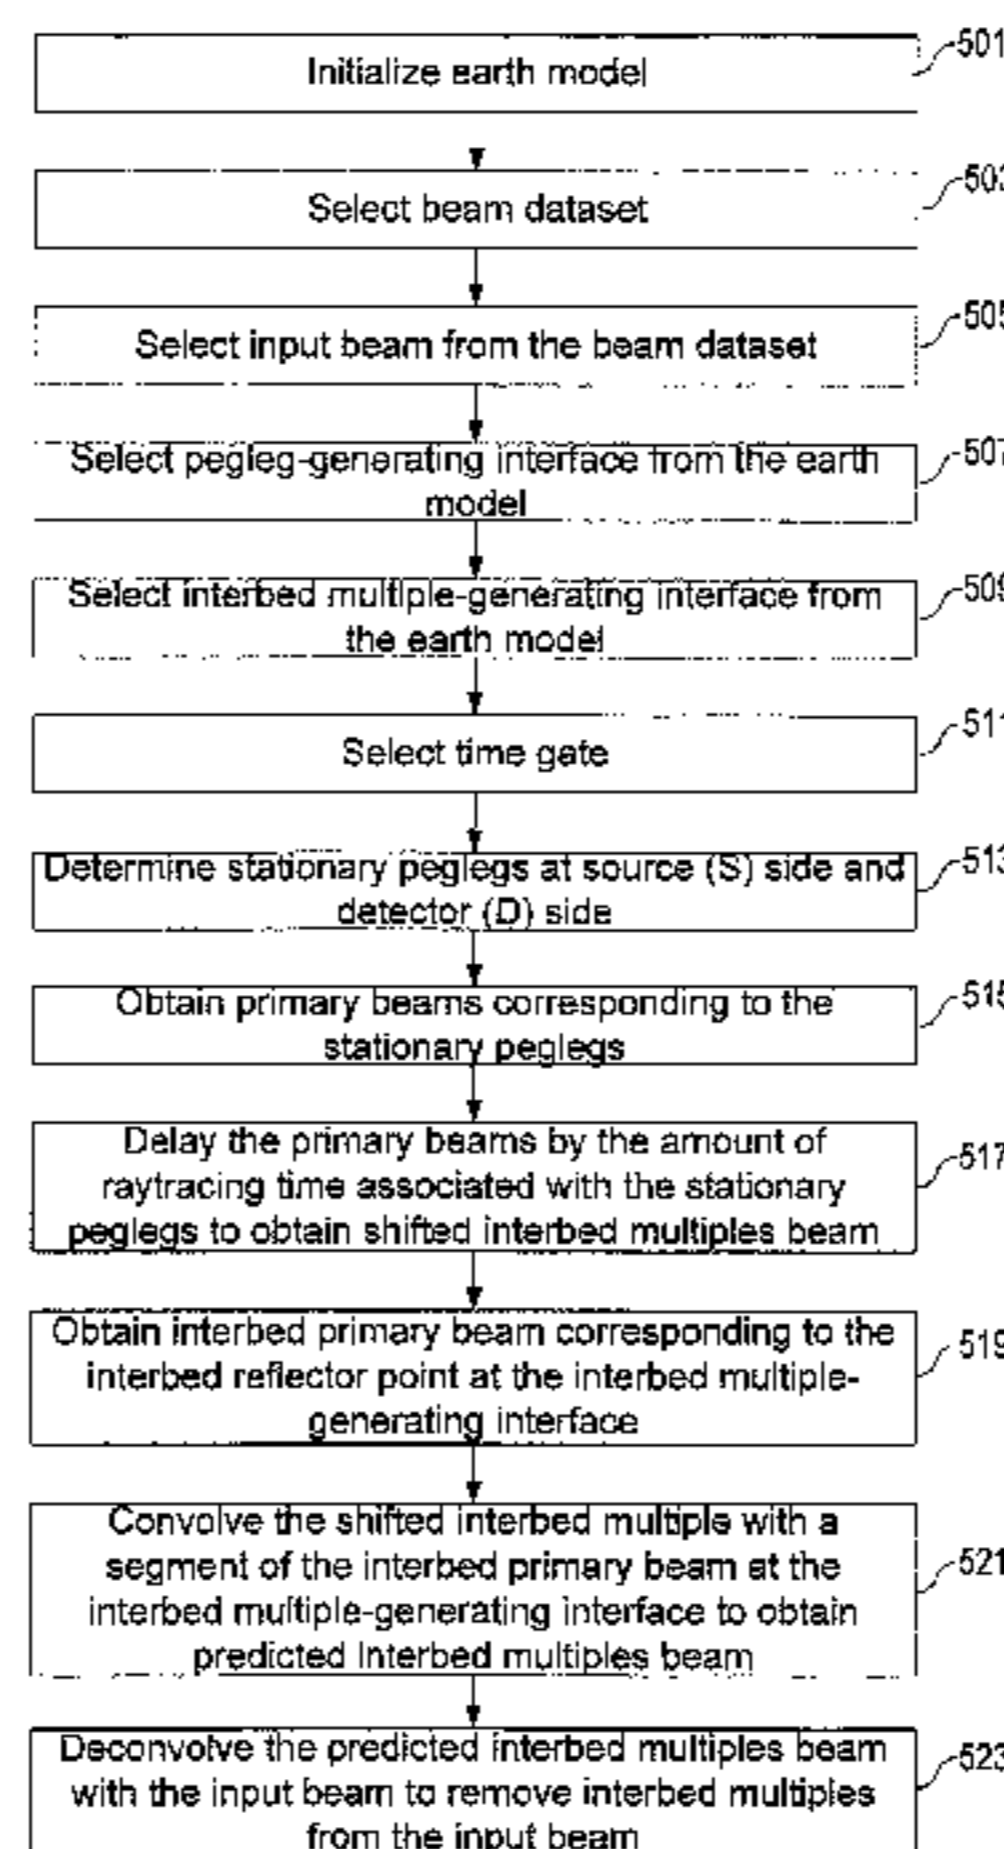 Initialize earth model
501
Select beam dataset
503
Select input beam from the beam dataset
505
Select pegleg-generating interface from the earth
model
507
Select interbed multiple-generating interface from
the earth model
509
Select time gate
511
Determine stationary peglegs at source (S) side and
detector (D) side
513
Obtain primary beams corresponding to the
stationary peglegs
515
Delay the primary beams by the amount of
raytracing time associated with the stationary
peglegs to obtain shifted interbed multiples beam
517
Obtain interbed primary beam corresponding to the
interbed reflector point at the interbed multiple-
generating interface
519
Convolve the shifted interbed multiple with a
segment of the interbed primary beam at the
interbed multiple-generating interface to obtain
predicted interbed multiples beam
521
Deconvolve the predicted interbed multiples beam
with the input beam to remove interbed multiples
from the input beam
523